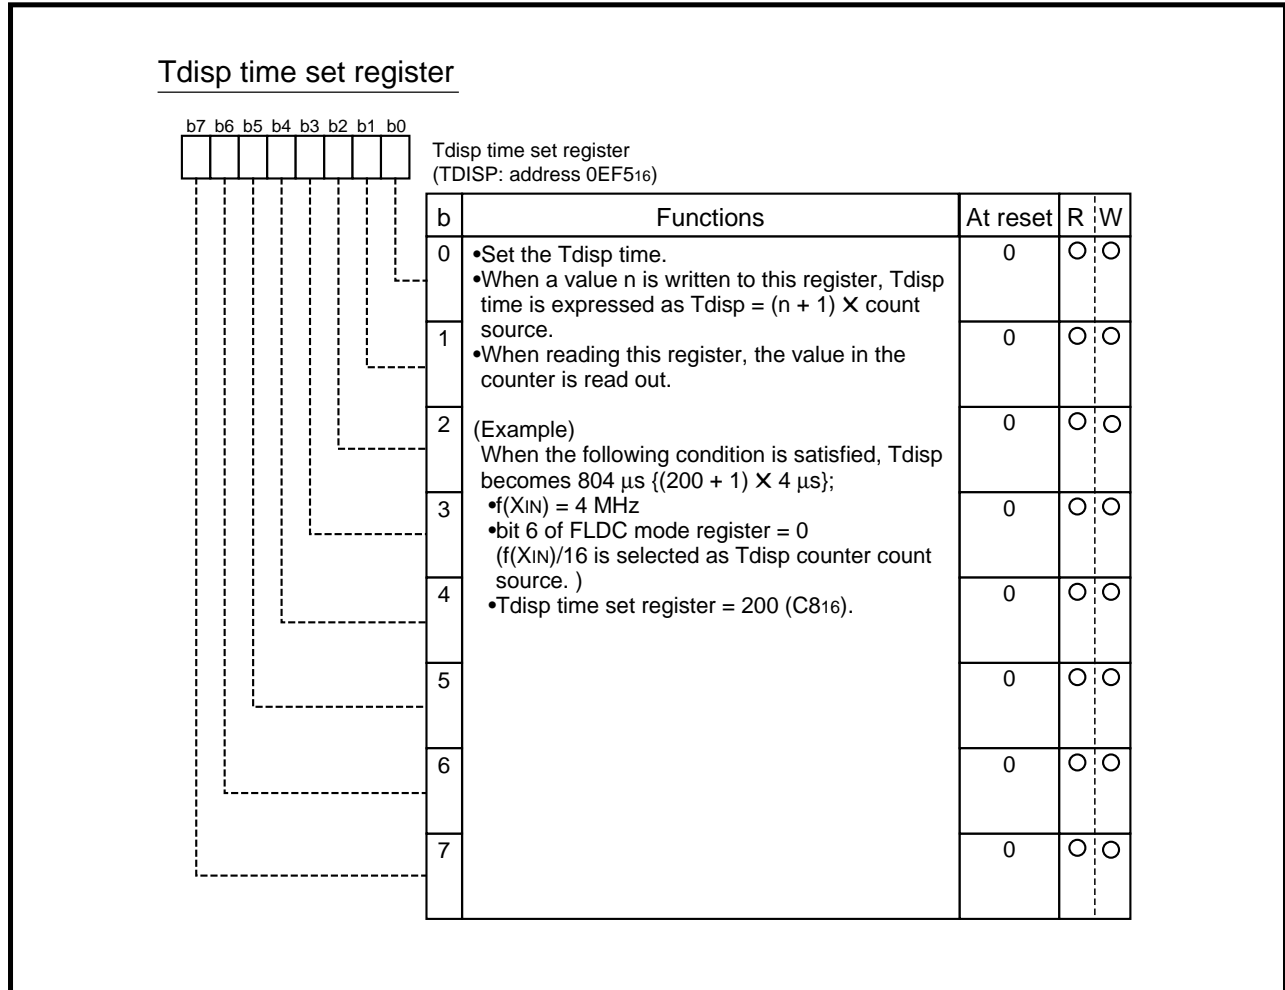 Tdisp time set register
b7 b6 b5 b4 b3 b2 b1 b0
Tdisp time set register
(TDISP: address 0EF516)
b Functions At reset R W
0 •Set the Tdisp time. 0 ○ ○
•When a value n is written to this register, Tdisp
time is expressed as Tdisp = (n + 1) ✕ count
source.
1 0 ○ ○
•When reading this register, the value in the
counter is read out.
2 (Example) 0 ○ ○
When the following condition is satisfied, Tdisp
becomes 804 μs {(200 + 1) ✕ 4 μs};
3 •f(XIN) = 4 MHz 0 ○ ○
•bit 6 of FLDC mode register = 0
(f(XIN)/16 is selected as Tdisp counter count
source. )
4 •Tdisp time set register = 200 (C816). 0 ○ ○
5 0 ○ ○
6 0 ○ ○
7 0 ○ ○